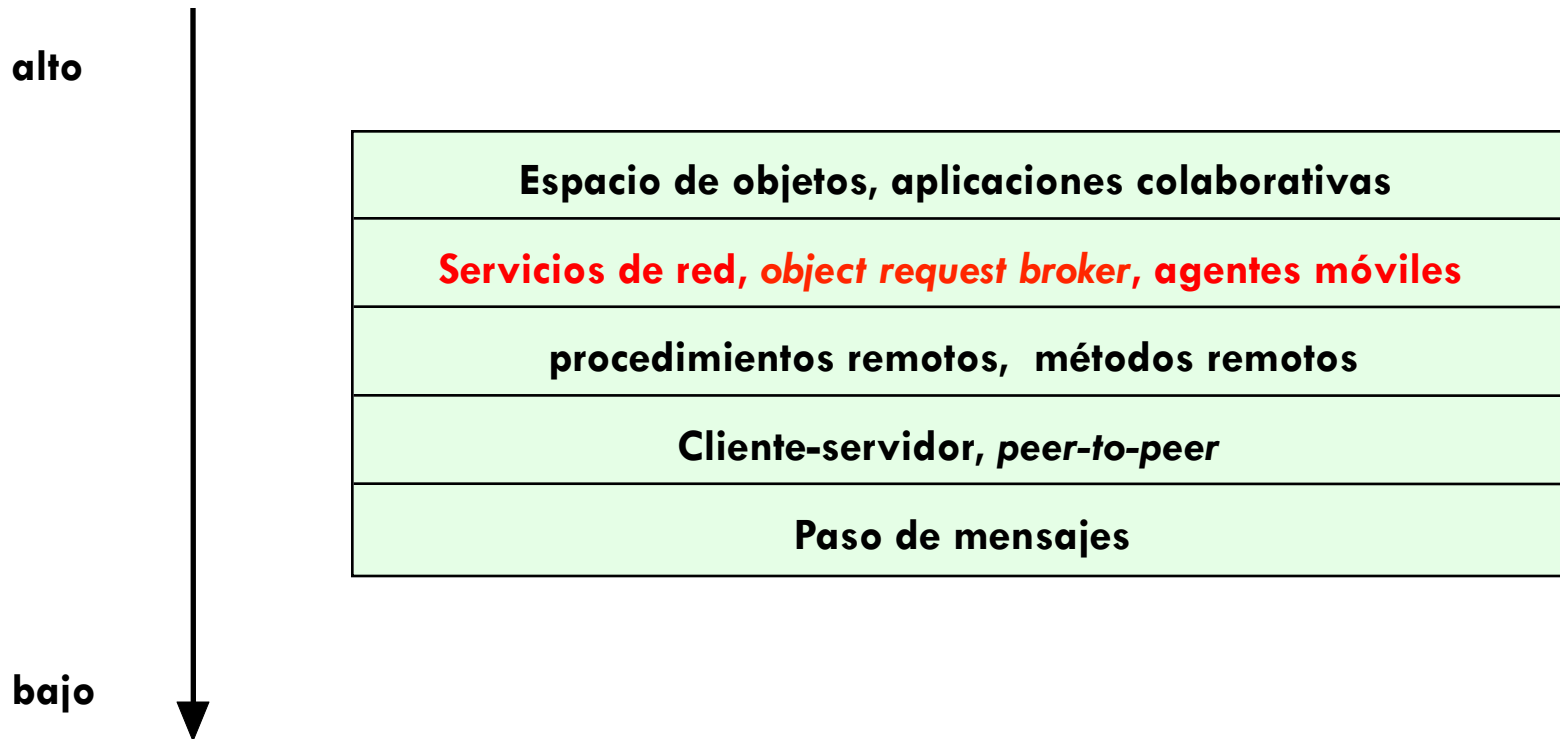 alto
Espacio de objetos, aplicaciones colaborativas
Servicios de red, object request broker, agentes móviles
procedimientos remotos, métodos remotos
Cliente-servidor, peer-to-peer
Paso de mensajes
bajo